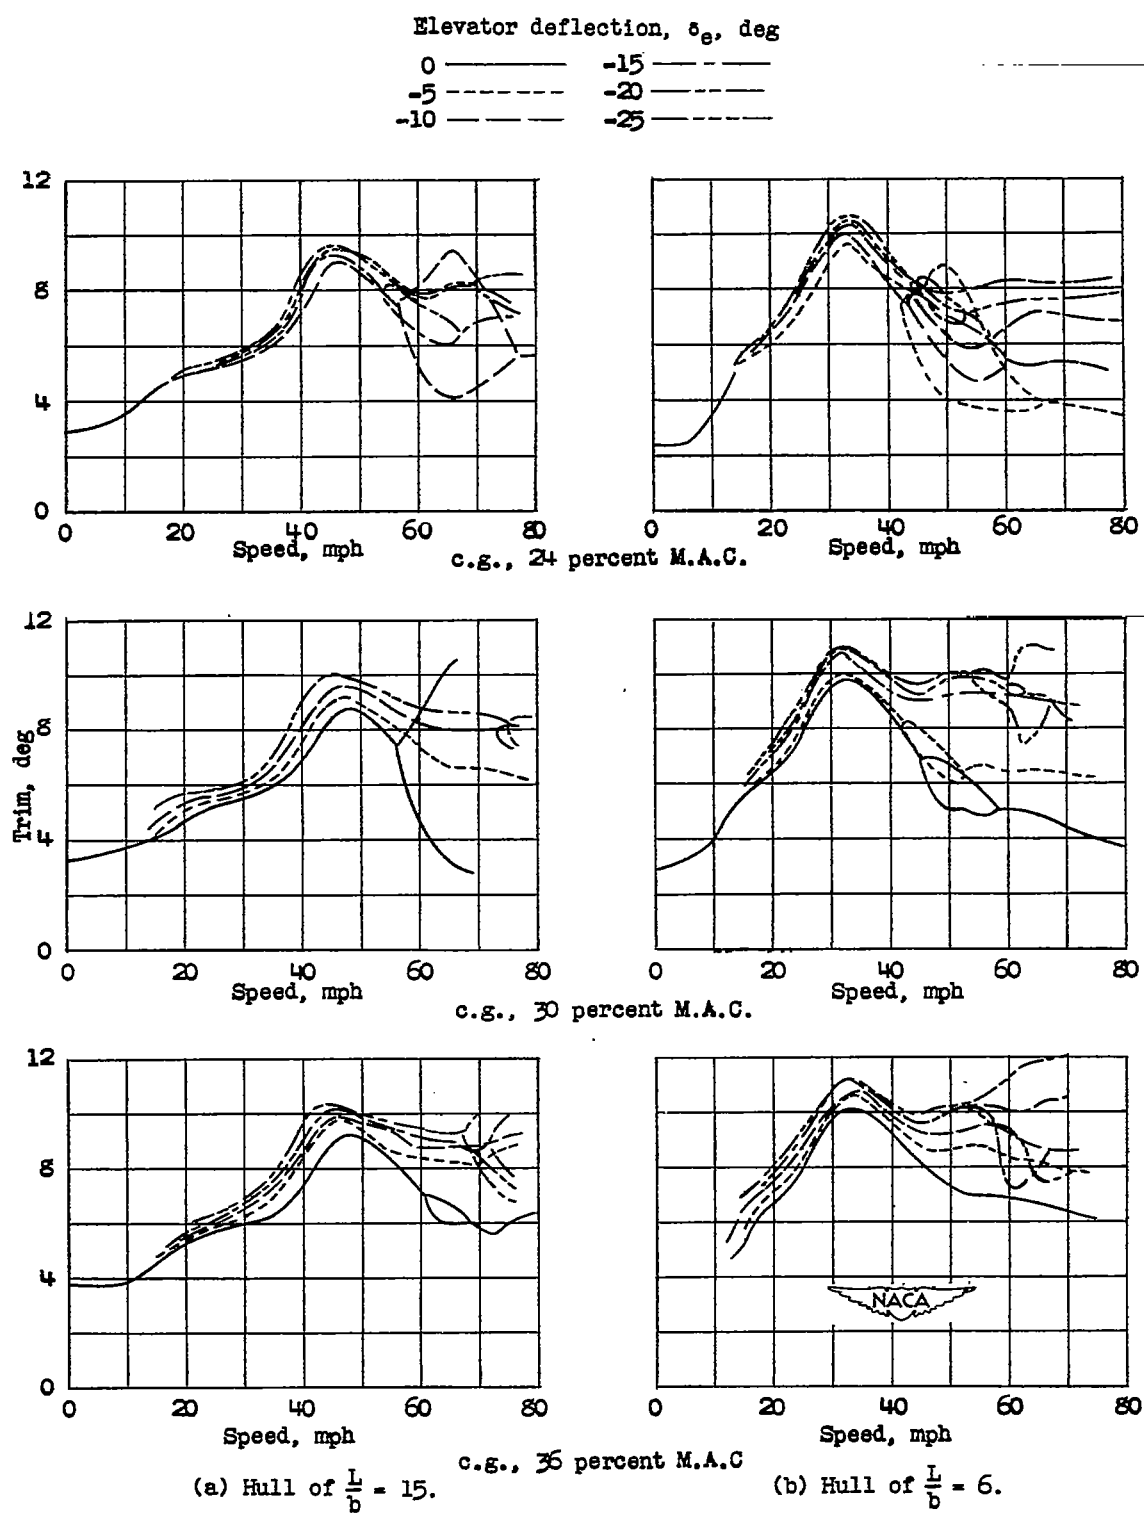 Elevator deflection, δe, deg
0 -15
-5 -20
-10 -25
12
8
4
0
0 20 40 60 80
0 20 40 60 80
Speed, mph
Speed, mph
c.g., 24 percent M.A.C.
Trim, deg
12
8
4
0
0 20 40 60 80
0 20 40 60 80
Speed, mph
Speed, mph
c.g., 30 percent M.A.C.
12
8
4
0
NACA
0 20 40 60 80
0 20 40 60 80
Speed, mph
Speed, mph
c.g., 36 percent M.A.C
(a) Hull of L/b = 15.
(b) Hull of L/b = 6.